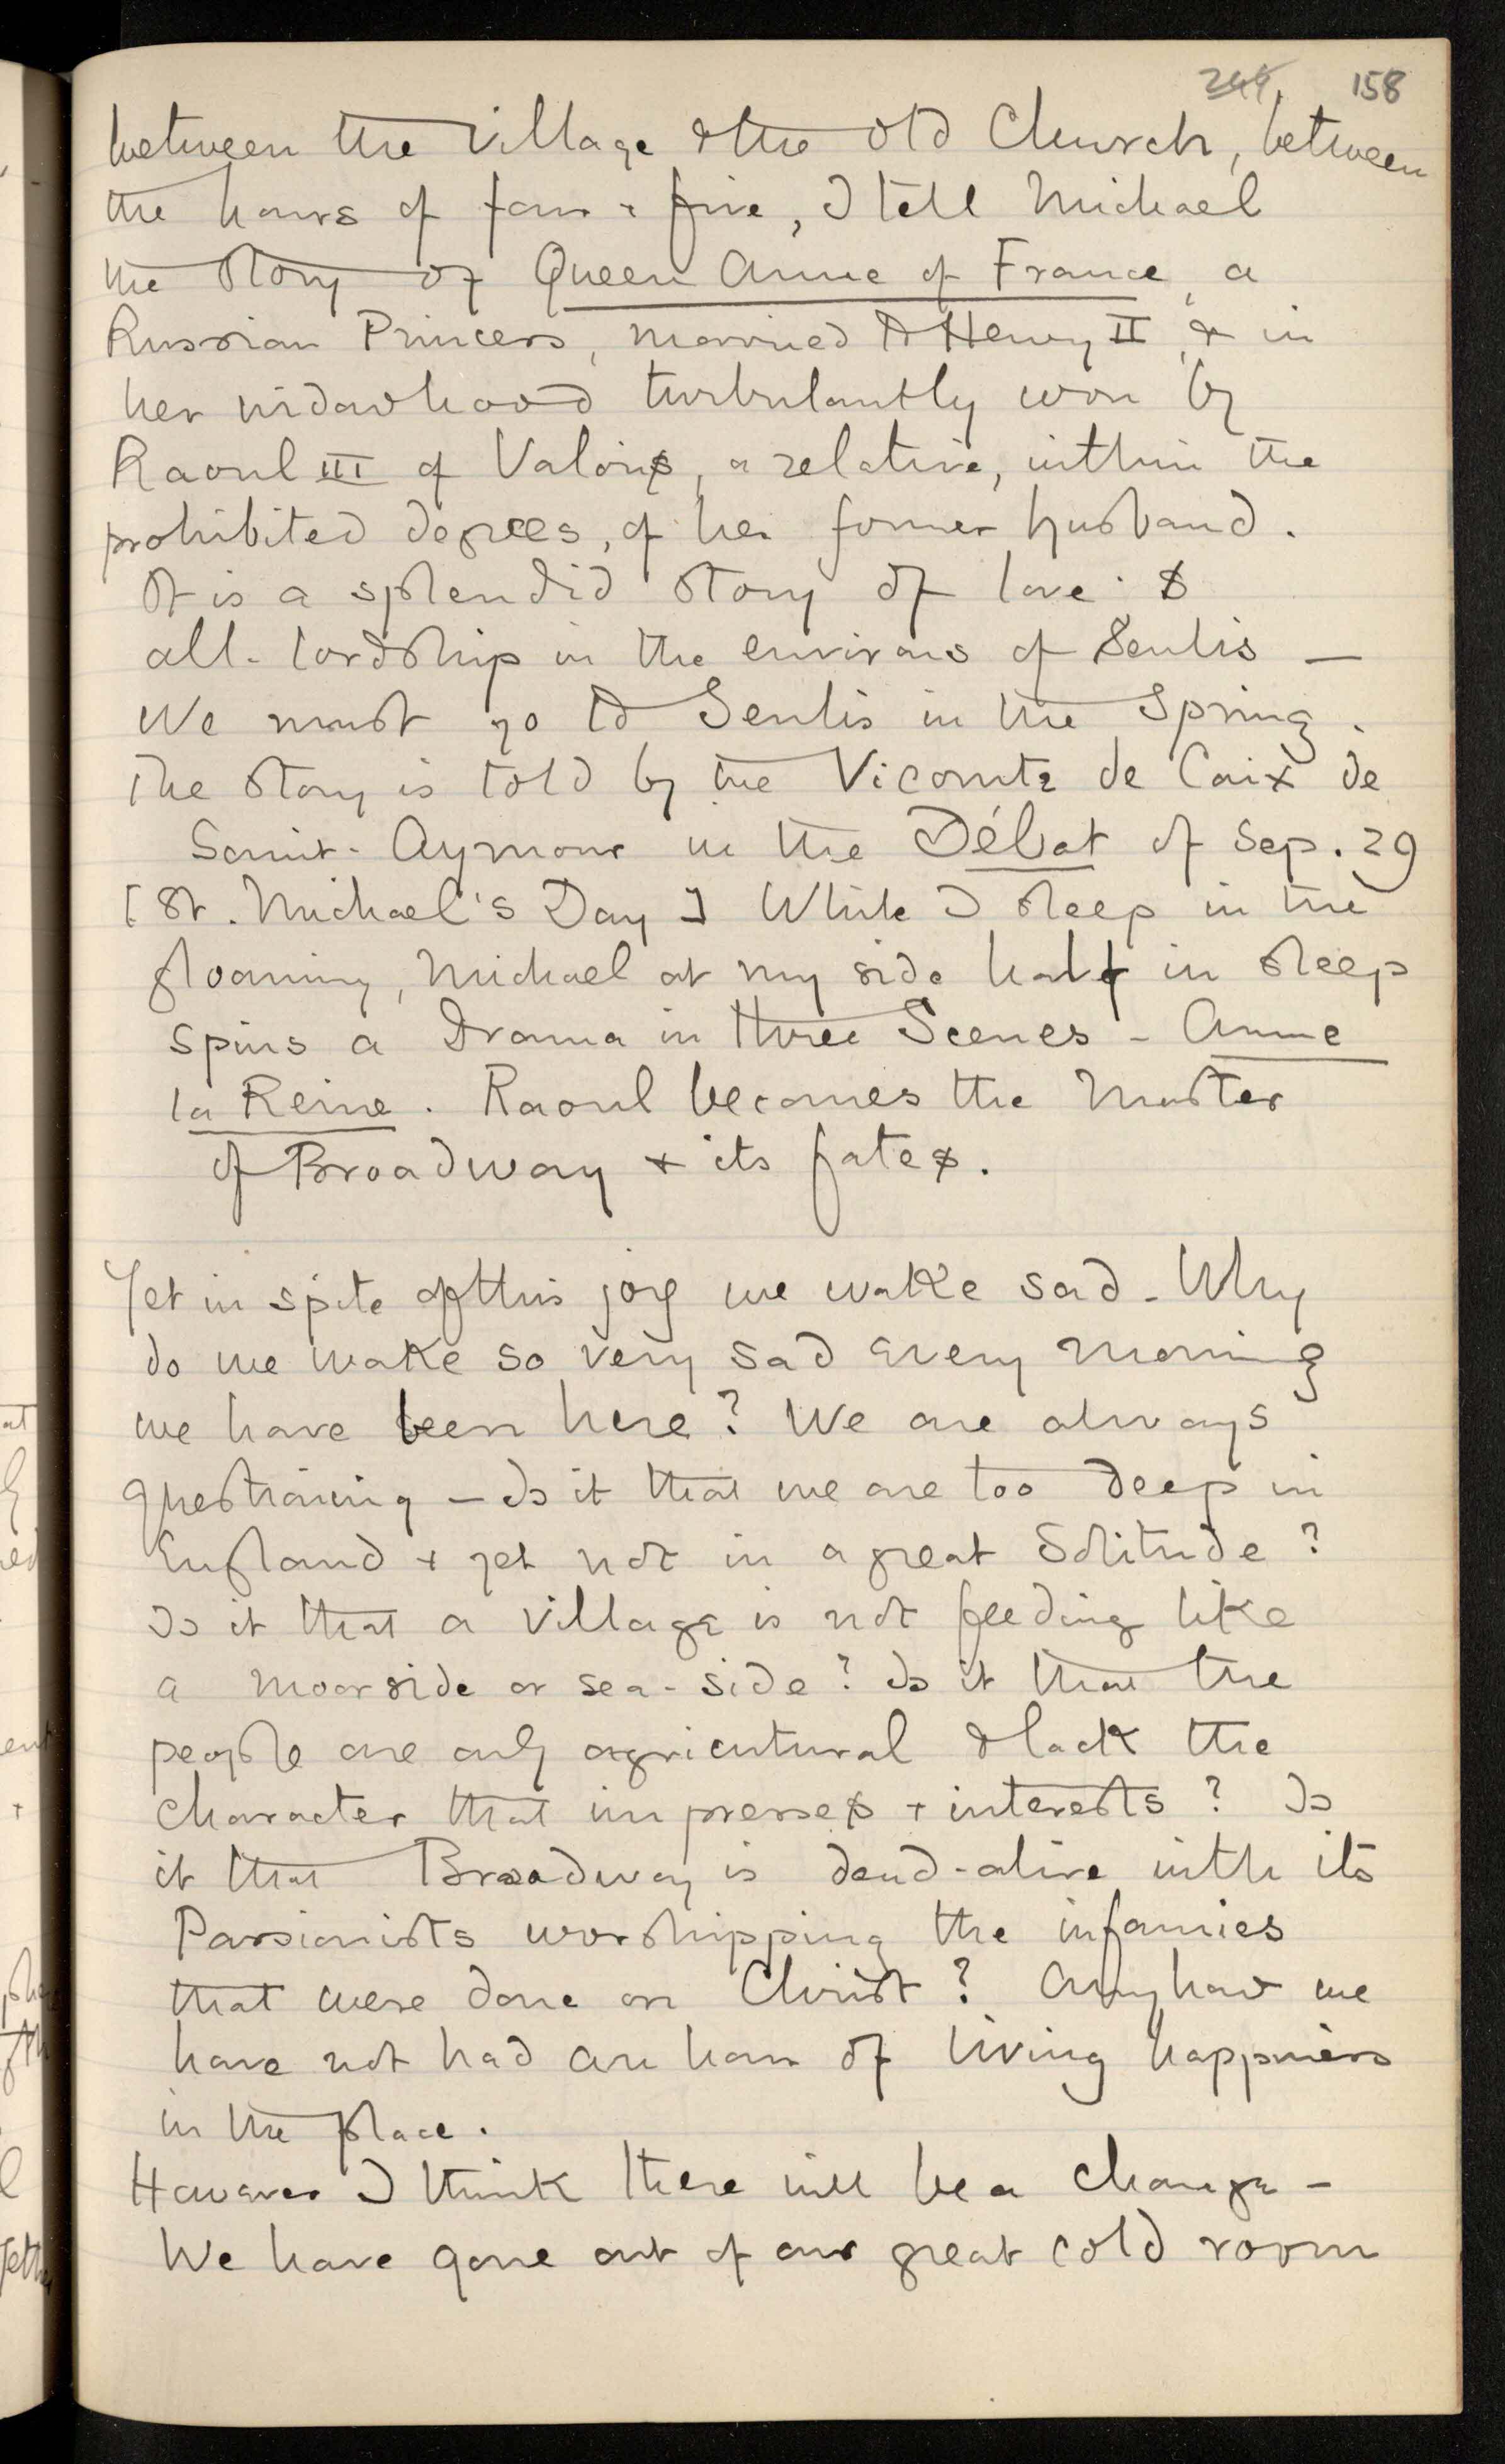 249. 158
between the village & the old Church, between
the hours of four & five, I tell Michael
the story of Queen Anne of France, a
Russian Princess, married to Henry II, & in
her widowhood turbulantly won by
Raoul III of Valois, a relative, within the
prohibited degrees, of her former husband.
It is a splendid story of love &
all-lordship in the environs of Senlis —
We must go to Senlis in the Spring.
The story is told by the Vicomte de Caix de
Saint-Aymour in the Débat of Sep. 29
[St. Michael's Day] While I sleep in the
gloaming, Michael at my side half in sleep
spins a Drama in three Scenes - Anne
la Reine. Raoul becomes the Master
of Broadway & its fates.
Yet in spite of this joy we wake sad - Why
do we wake so very sad every morning
we have been here? We are always
questioning — Is it that we are too deep in
England & yet not in a great Solitude?
Is it that a village is not feeding like
a moorside or sea-side? Is it that the
people are only agricultural & lack the
character that impresses & interests? Is
it that Broadway is dead-alive with its
Passionists worshipping the infamies
that were done on Christ? Anyhow we
have not had an hour of living happiness
in the place.
However I think there will be a change -
We have gone out of our great cold room